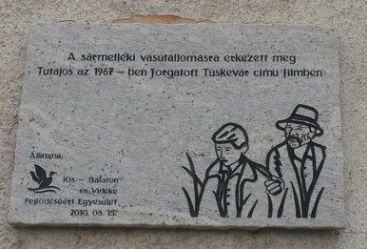 A sármelléki vasútállomásra érkezett meg
Tutajos az 1967 - ben forgatott Tüskevár című filmben
Állíttatta:
Kis - Balaton
és Vidéke
Fejlődéséért Egyesület
2010. 08. 15.